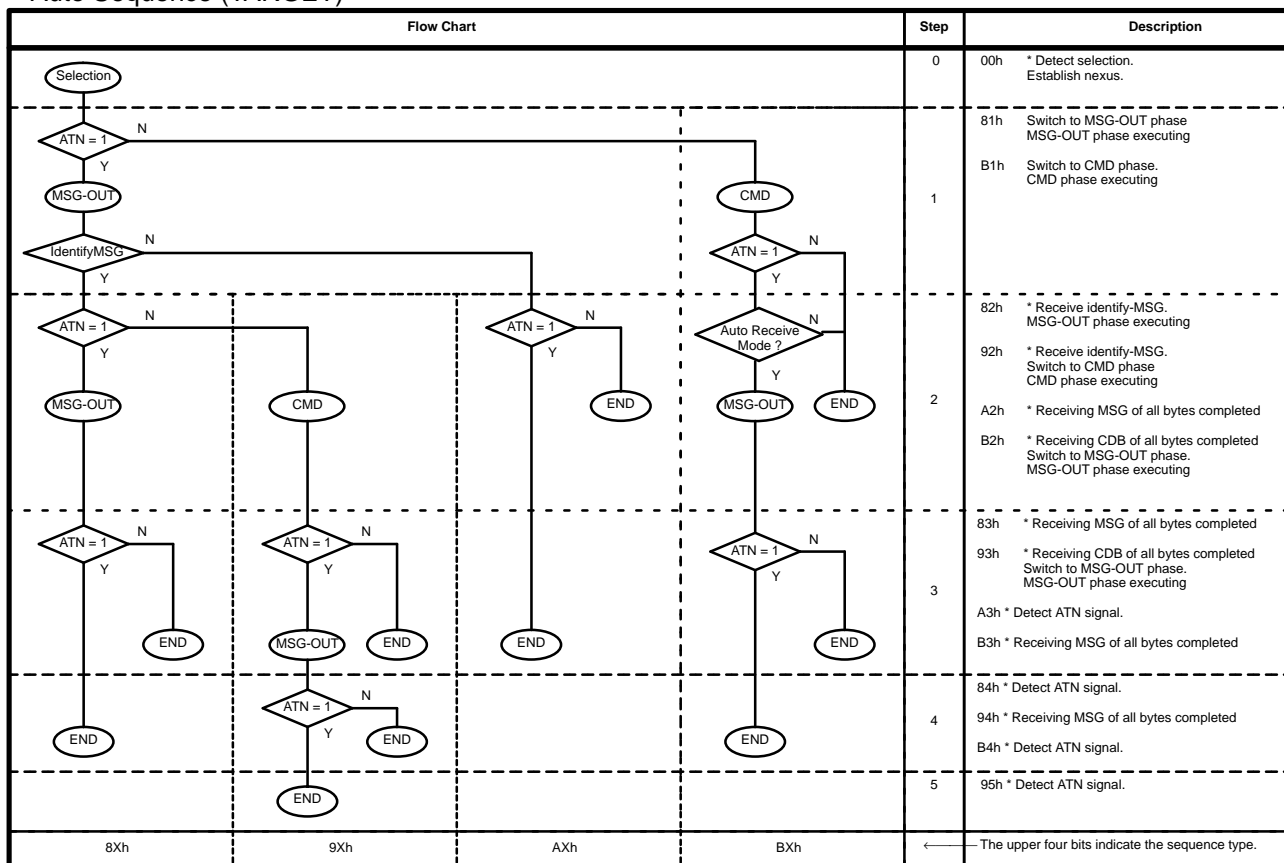 Auto Sequence (TARGET)
Flow Chart Step Description
Selection
0
00h * Detect selection.
Establish nexus.
ATN = 1
N
Y
MSG-OUT
CMD
IdentifyMSG
N
Y
ATN = 1
N
Y
1
81h Switch to MSG-OUT phase
MSG-OUT phase executing
B1h Switch to CMD phase.
CMD phase executing
ATN = 1
N
Y
ATN = 1
N
Y
Auto Receive
Mode ?
N
Y
MSG-OUT
CMD
END
MSG-OUT
END
2
82h * Receive identify-MSG.
MSG-OUT phase executing
92h * Receive identify-MSG.
Switch to CMD phase
CMD phase executing
A2h * Receiving MSG of all bytes completed
B2h * Receiving CDB of all bytes completed
Switch to MSG-OUT phase.
MSG-OUT phase executing
ATN = 1
N
Y
ATN = 1
N
Y
ATN = 1
N
Y
END
MSG-OUT
END
END
END
3
83h * Receiving MSG of all bytes completed
93h * Receiving CDB of all bytes completed
Switch to MSG-OUT phase.
MSG-OUT phase executing
A3h * Detect ATN signal.
B3h * Receiving MSG of all bytes completed
ATN = 1
N
Y
END
END
END
4
84h * Detect ATN signal.
94h * Receiving MSG of all bytes completed
B4h * Detect ATN signal.
END
5
95h * Detect ATN signal.
8Xh 9Xh AXh BXh ← The upper four bits indicate the sequence type.